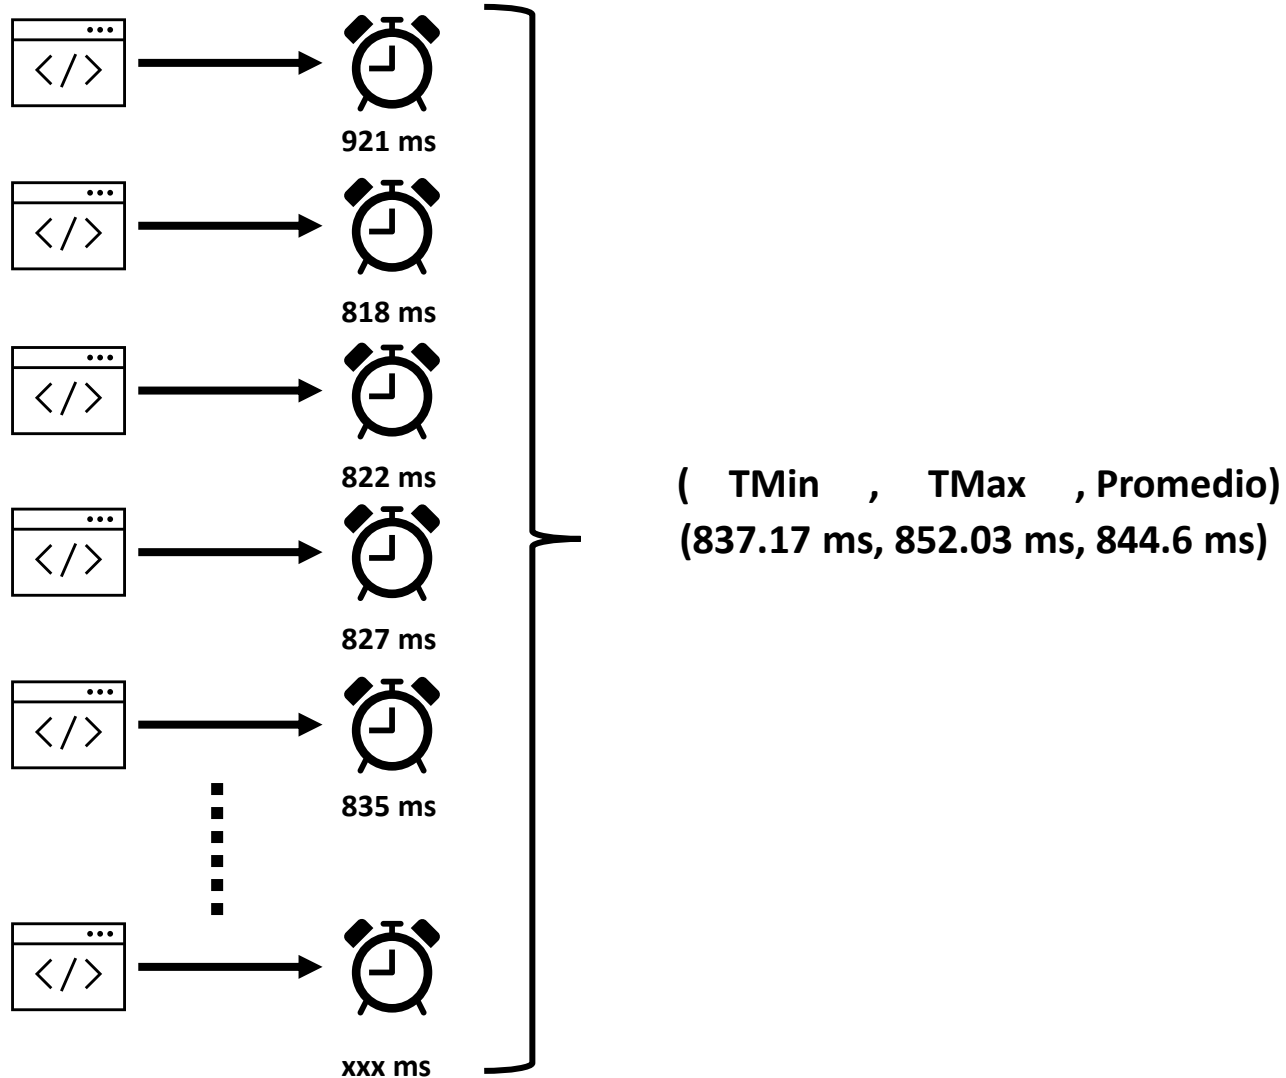 </>
921 ms
</>
818 ms
</>
822 ms
</>
827 ms
</>
835 ms
</>
xxx ms
( TMin , TMax , Promedio)
(837.17 ms, 852.03 ms, 844.6 ms)